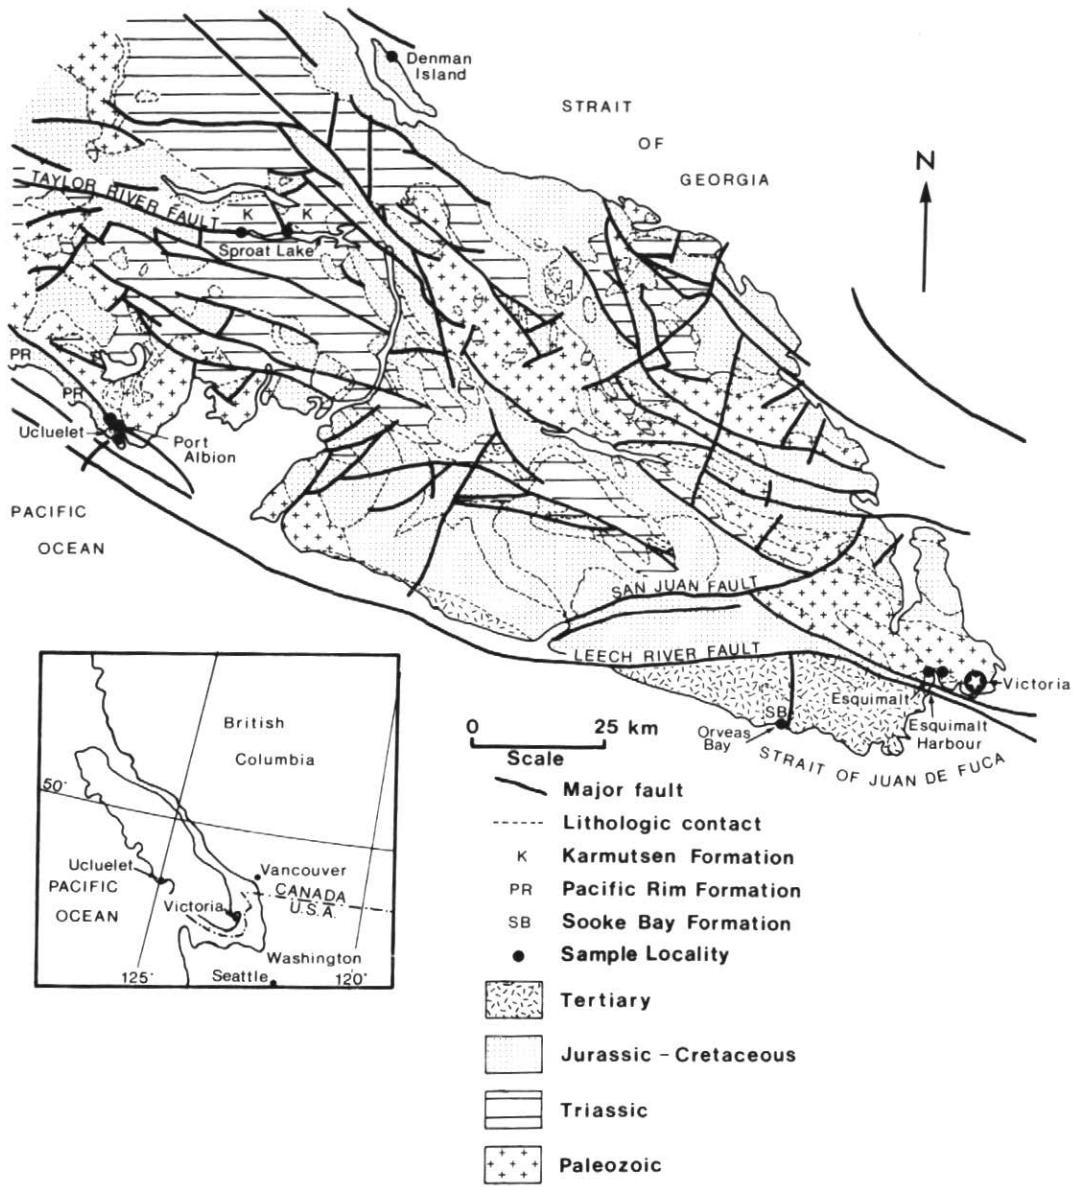 Denman
Island
STRAIT
OF
GEORGIA
N
TAYLOR RIVER FAULT
K
K
Sproat Lake
PR
PR
Ucluelet
Port
Albion
PACIFIC
OCEAN
SAN JUAN FAULT
LEECH RIVER FAULT
Victoria
Esquimalt
Esquimalt
Harbour
SB
Orveas
Bay
STRAIT OF JUAN DE FUCA
0 25 km
Scale
British
Columbia
50°
Ucluelet
PACIFIC
OCEAN
Vancouver
CANADA
U.S.A.
Victoria
Washington
Seattle
125°
120°
Major fault
Lithologic contact
K Karmutsen Formation
PR Pacific Rim Formation
SB Sooke Bay Formation
Sample Locality
Tertiary
Jurassic - Cretaceous
Triassic
Paleozoic